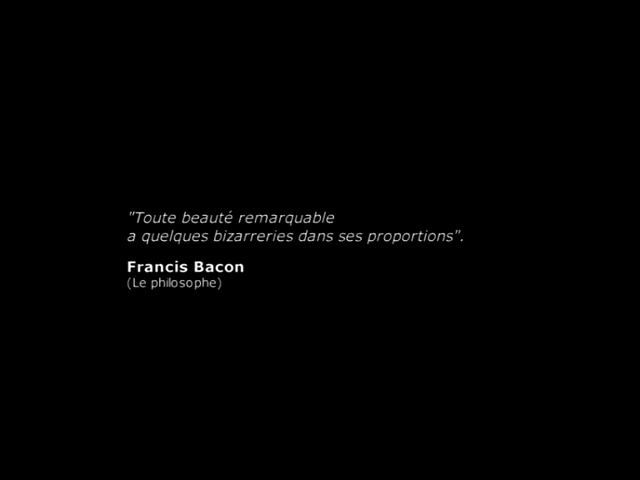 "Toute beauté remarquable
a quelques bizarreries dans ses proportions".
Francis Bacon
(Le philosophe)